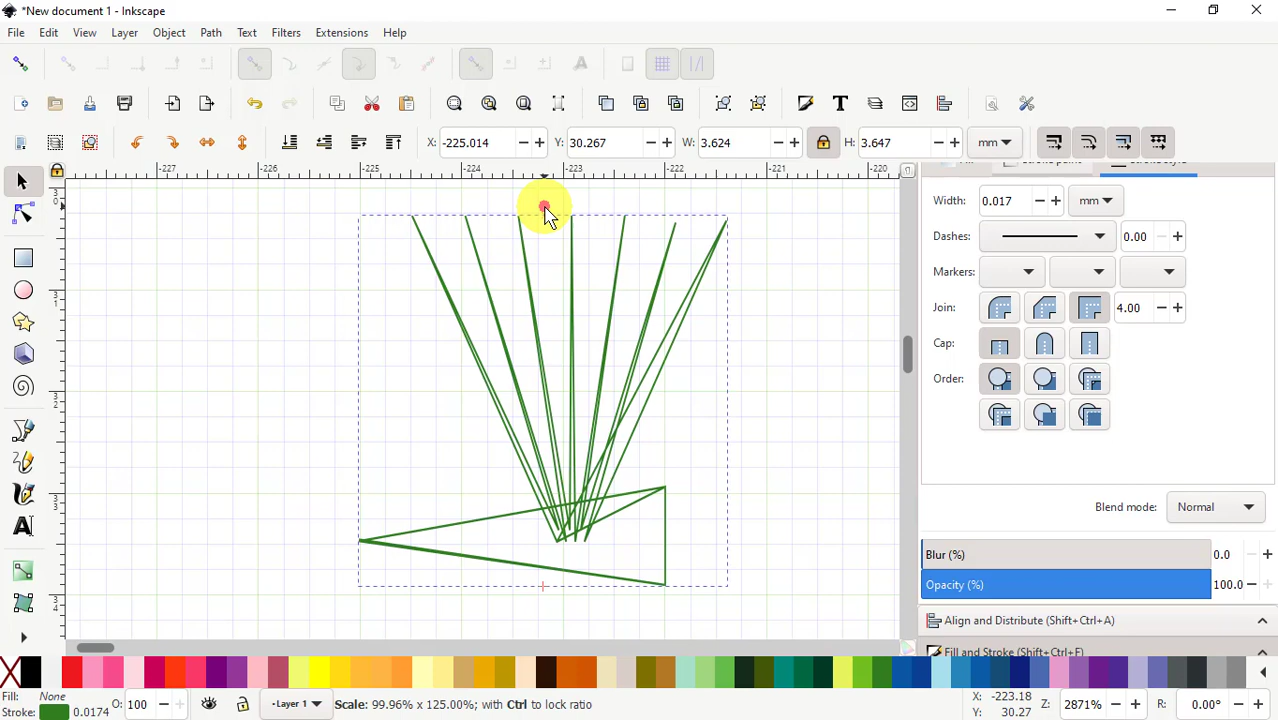 *New document 1 - Inkscape
File Edit View Layer Object Path Text Filters Extensions Help
X: -225.014 Y: 30.267 W: 3.624 H: 3.647 mm
-227 -226 -225 -224 -223 -222 -221 -220
Width: 0.017 mm
Dashes: 0.00
Markers:
Join: 4.00
Cap:
Order:
Blend mode: Normal
Blur (%) 0.0
Opacity (%) 100.0
Align and Distribute (Shift+Ctrl+A)
Fill and Stroke (Shift+Ctrl+F)
Fill: None
Stroke: 0.0174
O: 100
Layer 1
Scale: 99.96% x 125.00%; with Ctrl to lock ratio
X: -223.18
Y: 30.27
Z: 2871%
R: 0.00°